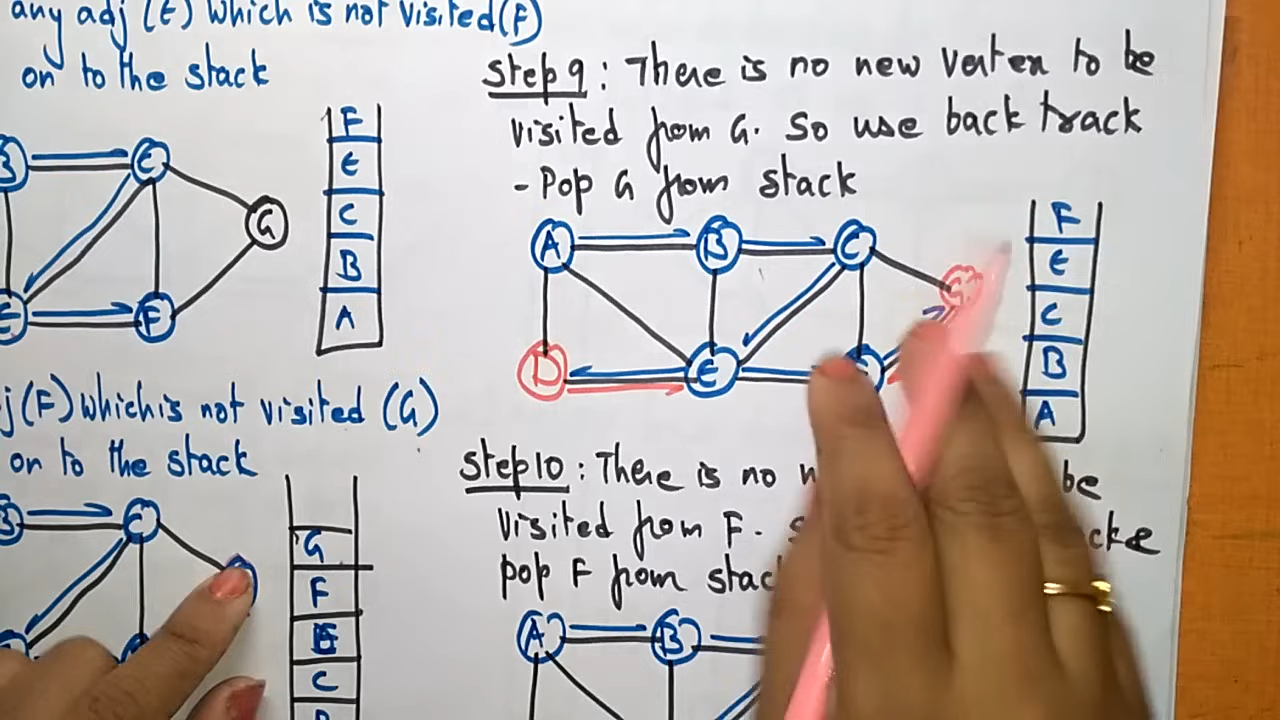 any adj (E) which is not visited (F)
on to the stack
F
E
C
B
A
B
E
G
E
F
j (F) which is not visited (G)
on to the stack
B
C
G
F
E
C
Step 9 : There is no new vertex to be
visited from G. So use back track
- Pop G from stack
A
B
C
G
D
E
F
E
C
B
A
Step 10 : There is no be
visited from F.
pop F from stac
A
B